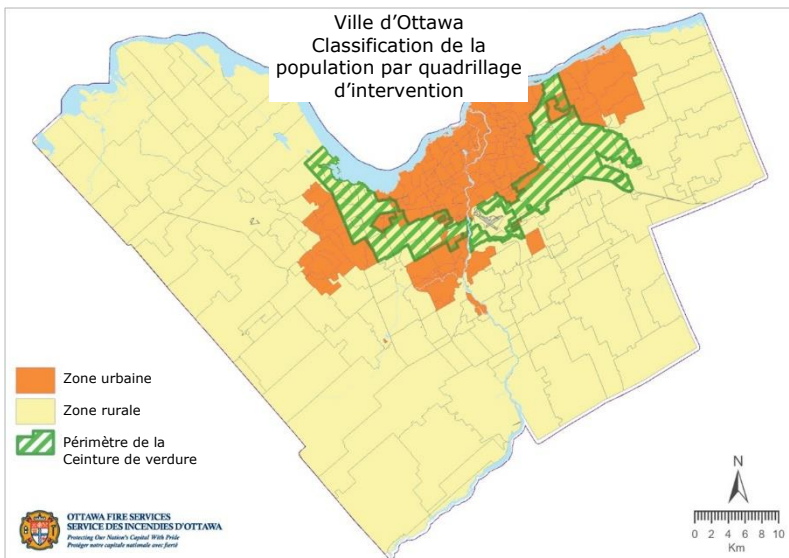 Ville d'Ottawa
Classification de la
population par quadrillage
d'intervention
Zone urbaine
Zone rurale
Périmètre de la
Ceinture de verdure
OTTAWA FIRE SERVICES
SERVICE DES INCENDIES D'OTTAWA
Protecting Our Nation's Capital With Pride
Protéger notre capitale nationale avec fierté
N
0 2 4 6 8 10
Km